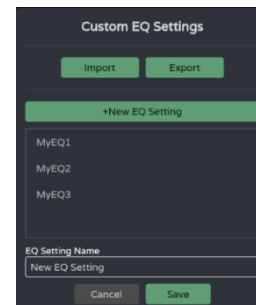 Custom EQ Settings
Import Export
+New EQ Setting
MyEQ1
MyEQ2
MyEQ3
EQ Setting Name
New EQ Setting
Cancel Save